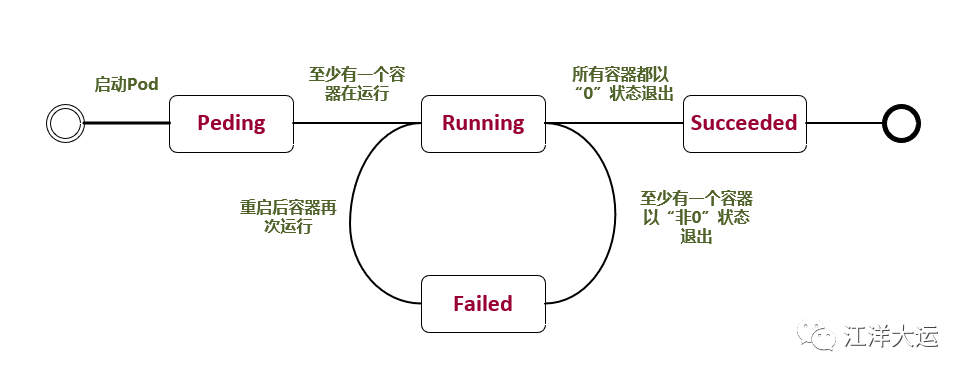 启动Pod
至少有一个容
器在运行
所有容器都以
“0”状态退出
Peding
Running
Succeeded
重启后容器再
次运行
至少有一个容器
以“非0”状态
退出
Failed
江洋大运